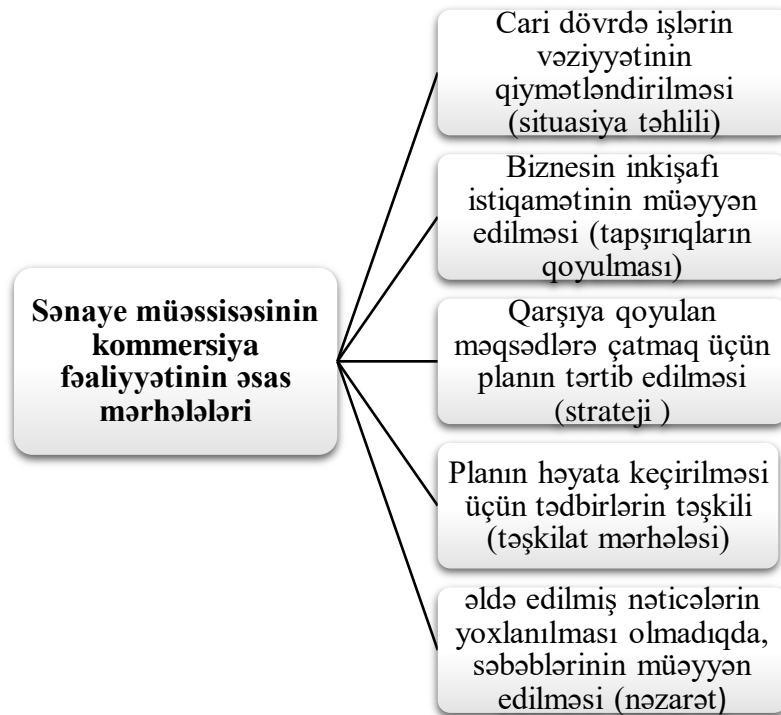 Sənaye müəssisəsinin
kommersiya
fəaliyyətinin əsas
mərhələləri
Cari dövrdə işlərin
vəziyyətinin
qiymətləndirilməsi
(situasiya təhlili)
Biznesin inkişafı
istiqamətinin müəyyən
edilməsi (tapşırıqların
qoyulması)
Qarşıya qoyulan
məqsədlərə çatmaq üçün
planın tərtib edilməsi
(strateji )
Planın həyata keçirilməsi
üçün tədbirlərin təşkili
(təşkilat mərhələsi)
əldə edilmiş nəticələrin
yoxlanılması olmadıqda,
səbəblərinin müəyyən
edilməsi (nəzarət)